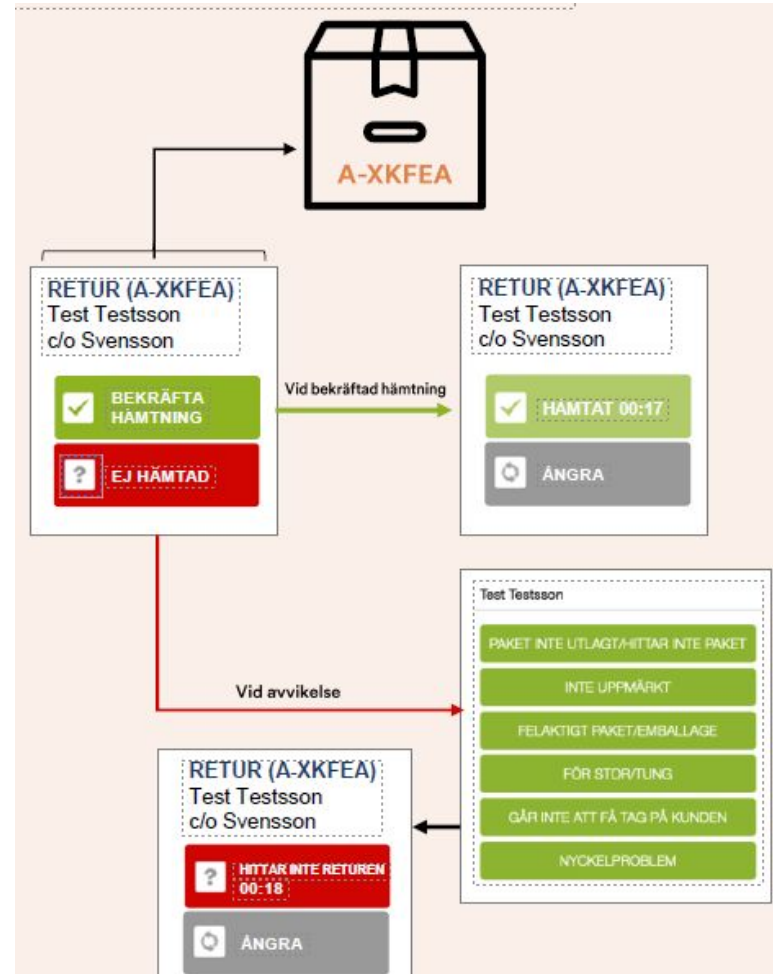 A-XKFEA
RETUR (A-XKFEA)
Test Testsson
c/o Svensson
BEKRÄFTA
HÄMTNING
? EJ HÄMTAD
Vid bekräftad hämtning
RETUR (A-XKFEA)
Test Testsson
c/o Svensson
HÄMTAT 00:17
ÅNGRA
Vid avvikelse
Test Testsson
PAKET INTE UTLAGT/HITTAR INTE PAKET
INTE UPPMÄRKT
FELAKTIGT PAKET/EMBALLAGE
FÖR STOR/TUNG
GÅR INTE ATT FÅ TAG PÅ KUNDEN
NYCKELPROBLEM
RETUR (A-XKFEA)
Test Testsson
c/o Svensson
? HITTAR INTE RETUREN
00:18
ÅNGRA